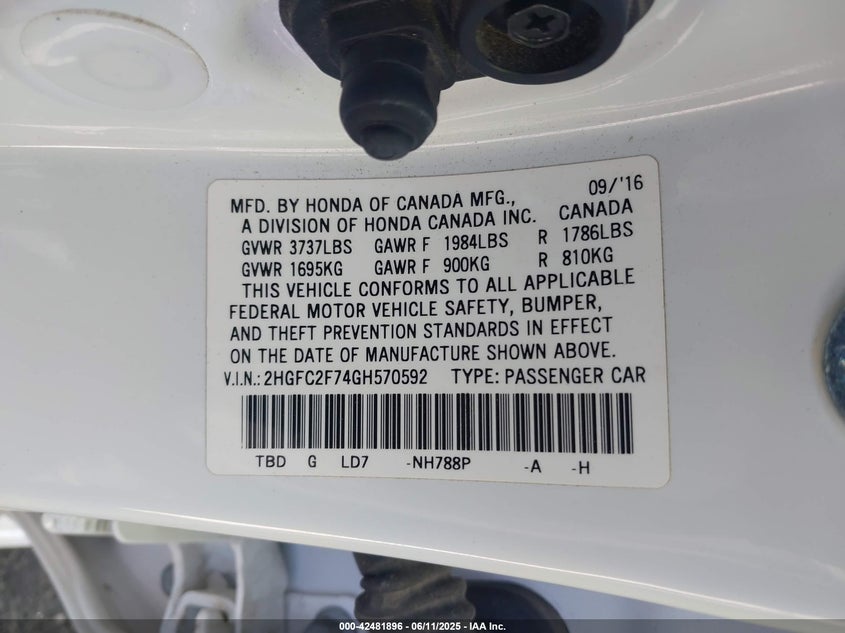 MFD. BY HONDA OF CANADA MFG., 09/'16
A DIVISION OF HONDA CANADA INC. CANADA
GVWR 3737LBS GAWR F 1984LBS R 1786LBS
GVWR 1695KG GAWR F 900KG R 810KG
THIS VEHICLE CONFORMS TO ALL APPLICABLE
FEDERAL MOTOR VEHICLE SAFETY, BUMPER,
AND THEFT PREVENTION STANDARDS IN EFFECT
ON THE DATE OF MANUFACTURE SHOWN ABOVE.
V.I.N.: 2HGFC2F74GH570592 TYPE: PASSENGER CAR
TBD G LD7 -NH788P -A -H
000-42481896 - 06/11/2025 - IAA Inc.